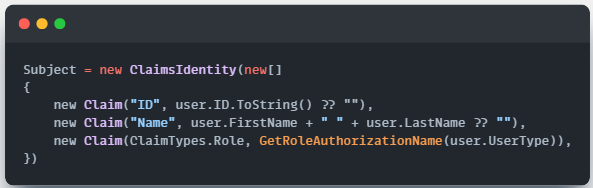 Subject = new ClaimsIdentity(new[]
{
    new Claim("ID", user.ID.ToString() ?? ""),
    new Claim("Name", user.FirstName + " " + user.LastName ?? ""),
    new Claim(ClaimTypes.Role, GetRoleAuthorizationName(user.UserType)),
})